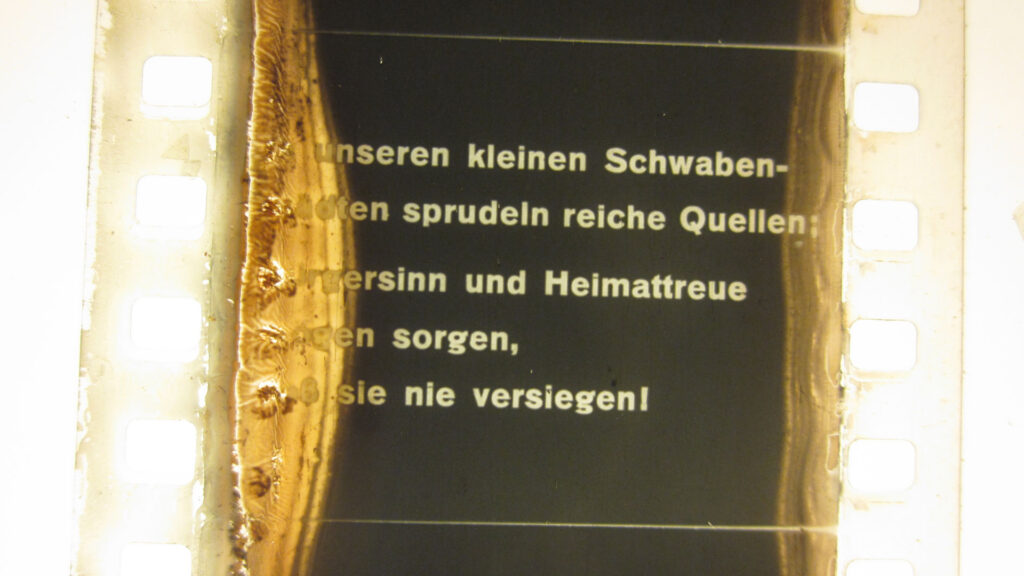 unseren kleinen Schwaben-
sprudeln reiche Quellen;
und Heimattreue
sorgen,
sie nie versiegen!